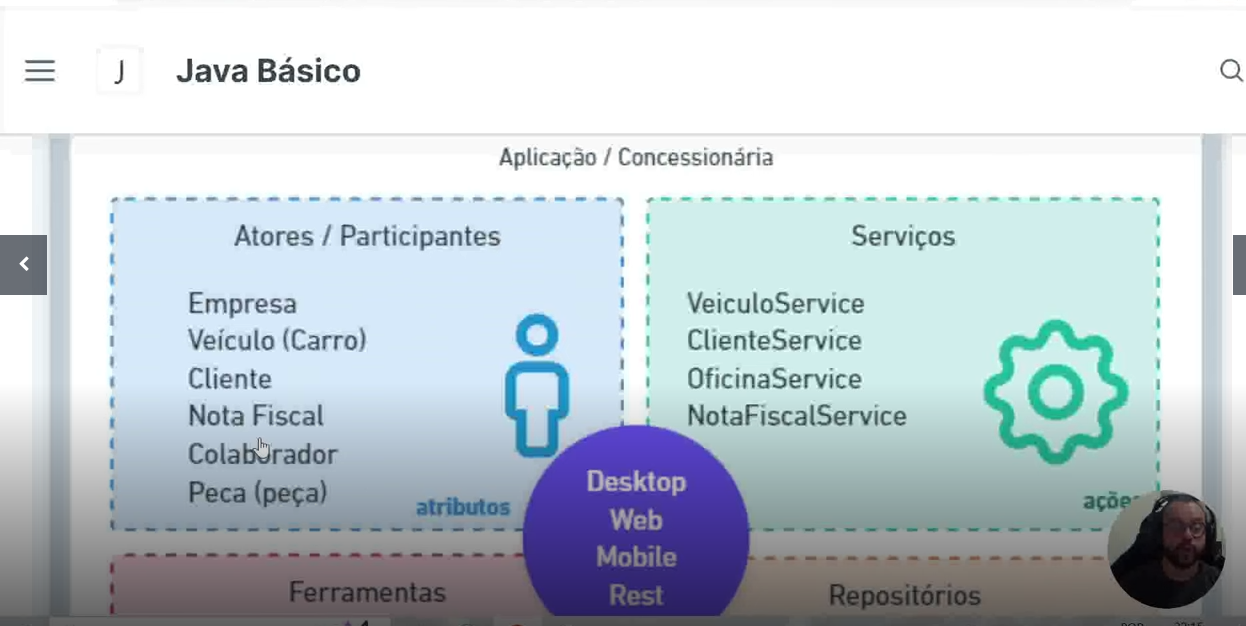 J
Java Básico
Aplicação / Concessionária
Atores / Participantes
Empresa
Veículo (Carro)
Cliente
Nota Fiscal
Colaborador
Peca (peça)
atributos
Serviços
VeiculoService
ClienteService
OficinaService
NotaFiscalService
Desktop
Web
Mobile
Rest
Ferramentas
Repositórios